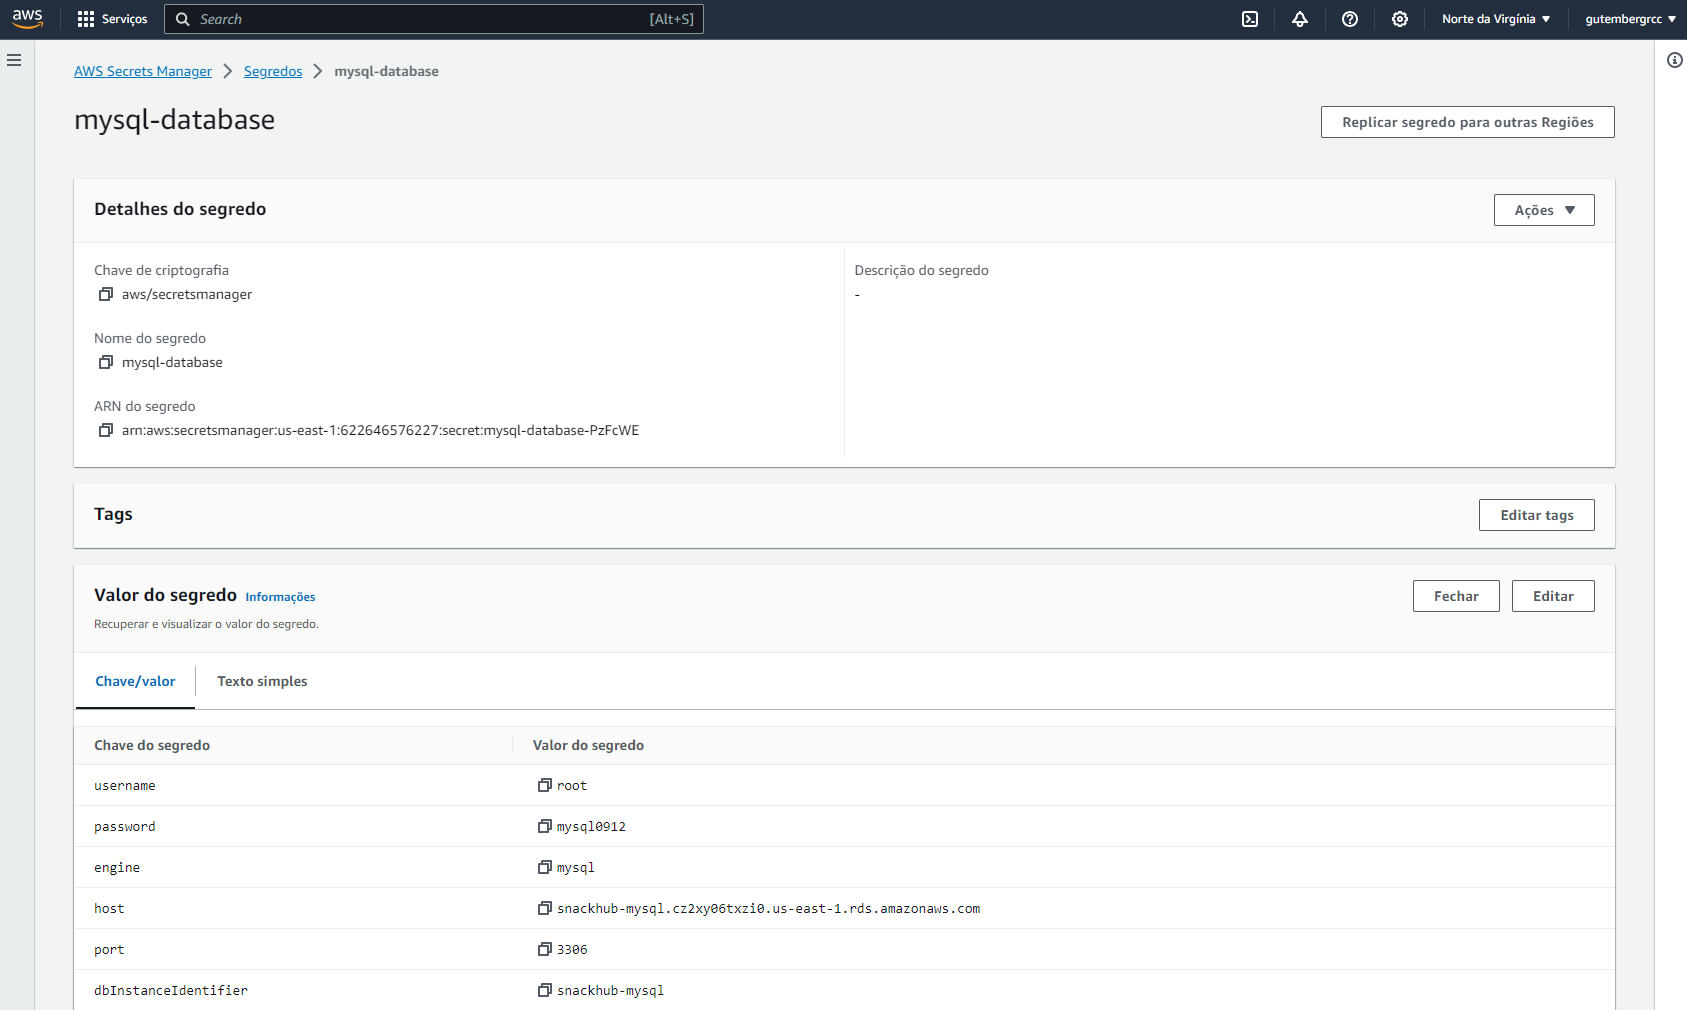 aws Serviços Search [Alt+S] Norte da Virgínia gutembergrcc
AWS Secrets Manager Segredos mysql-database
mysql-database
Replicar segredo para outras Regiões
Detalhes do segredo
Ações
Chave de criptografia
aws/secretsmanager
Nome do segredo
mysql-database
ARN do segredo
arn:aws:secretsmanager:us-east-1:622646576227:secret:mysql-database-PzFcWE
Descrição do segredo
-
Tags
Editar tags
Valor do segredo Informações
Recuperar e visualizar o valor do segredo.
Fechar Editar
Chave/valor Texto simples
Chave do segredo Valor do segredo
username root
password mysql0912
engine mysql
host snackhub-mysql.cz2xy06txzi0.us-east-1.rds.amazonaws.com
port 3306
dbInstanceIdentifier snackhub-mysql